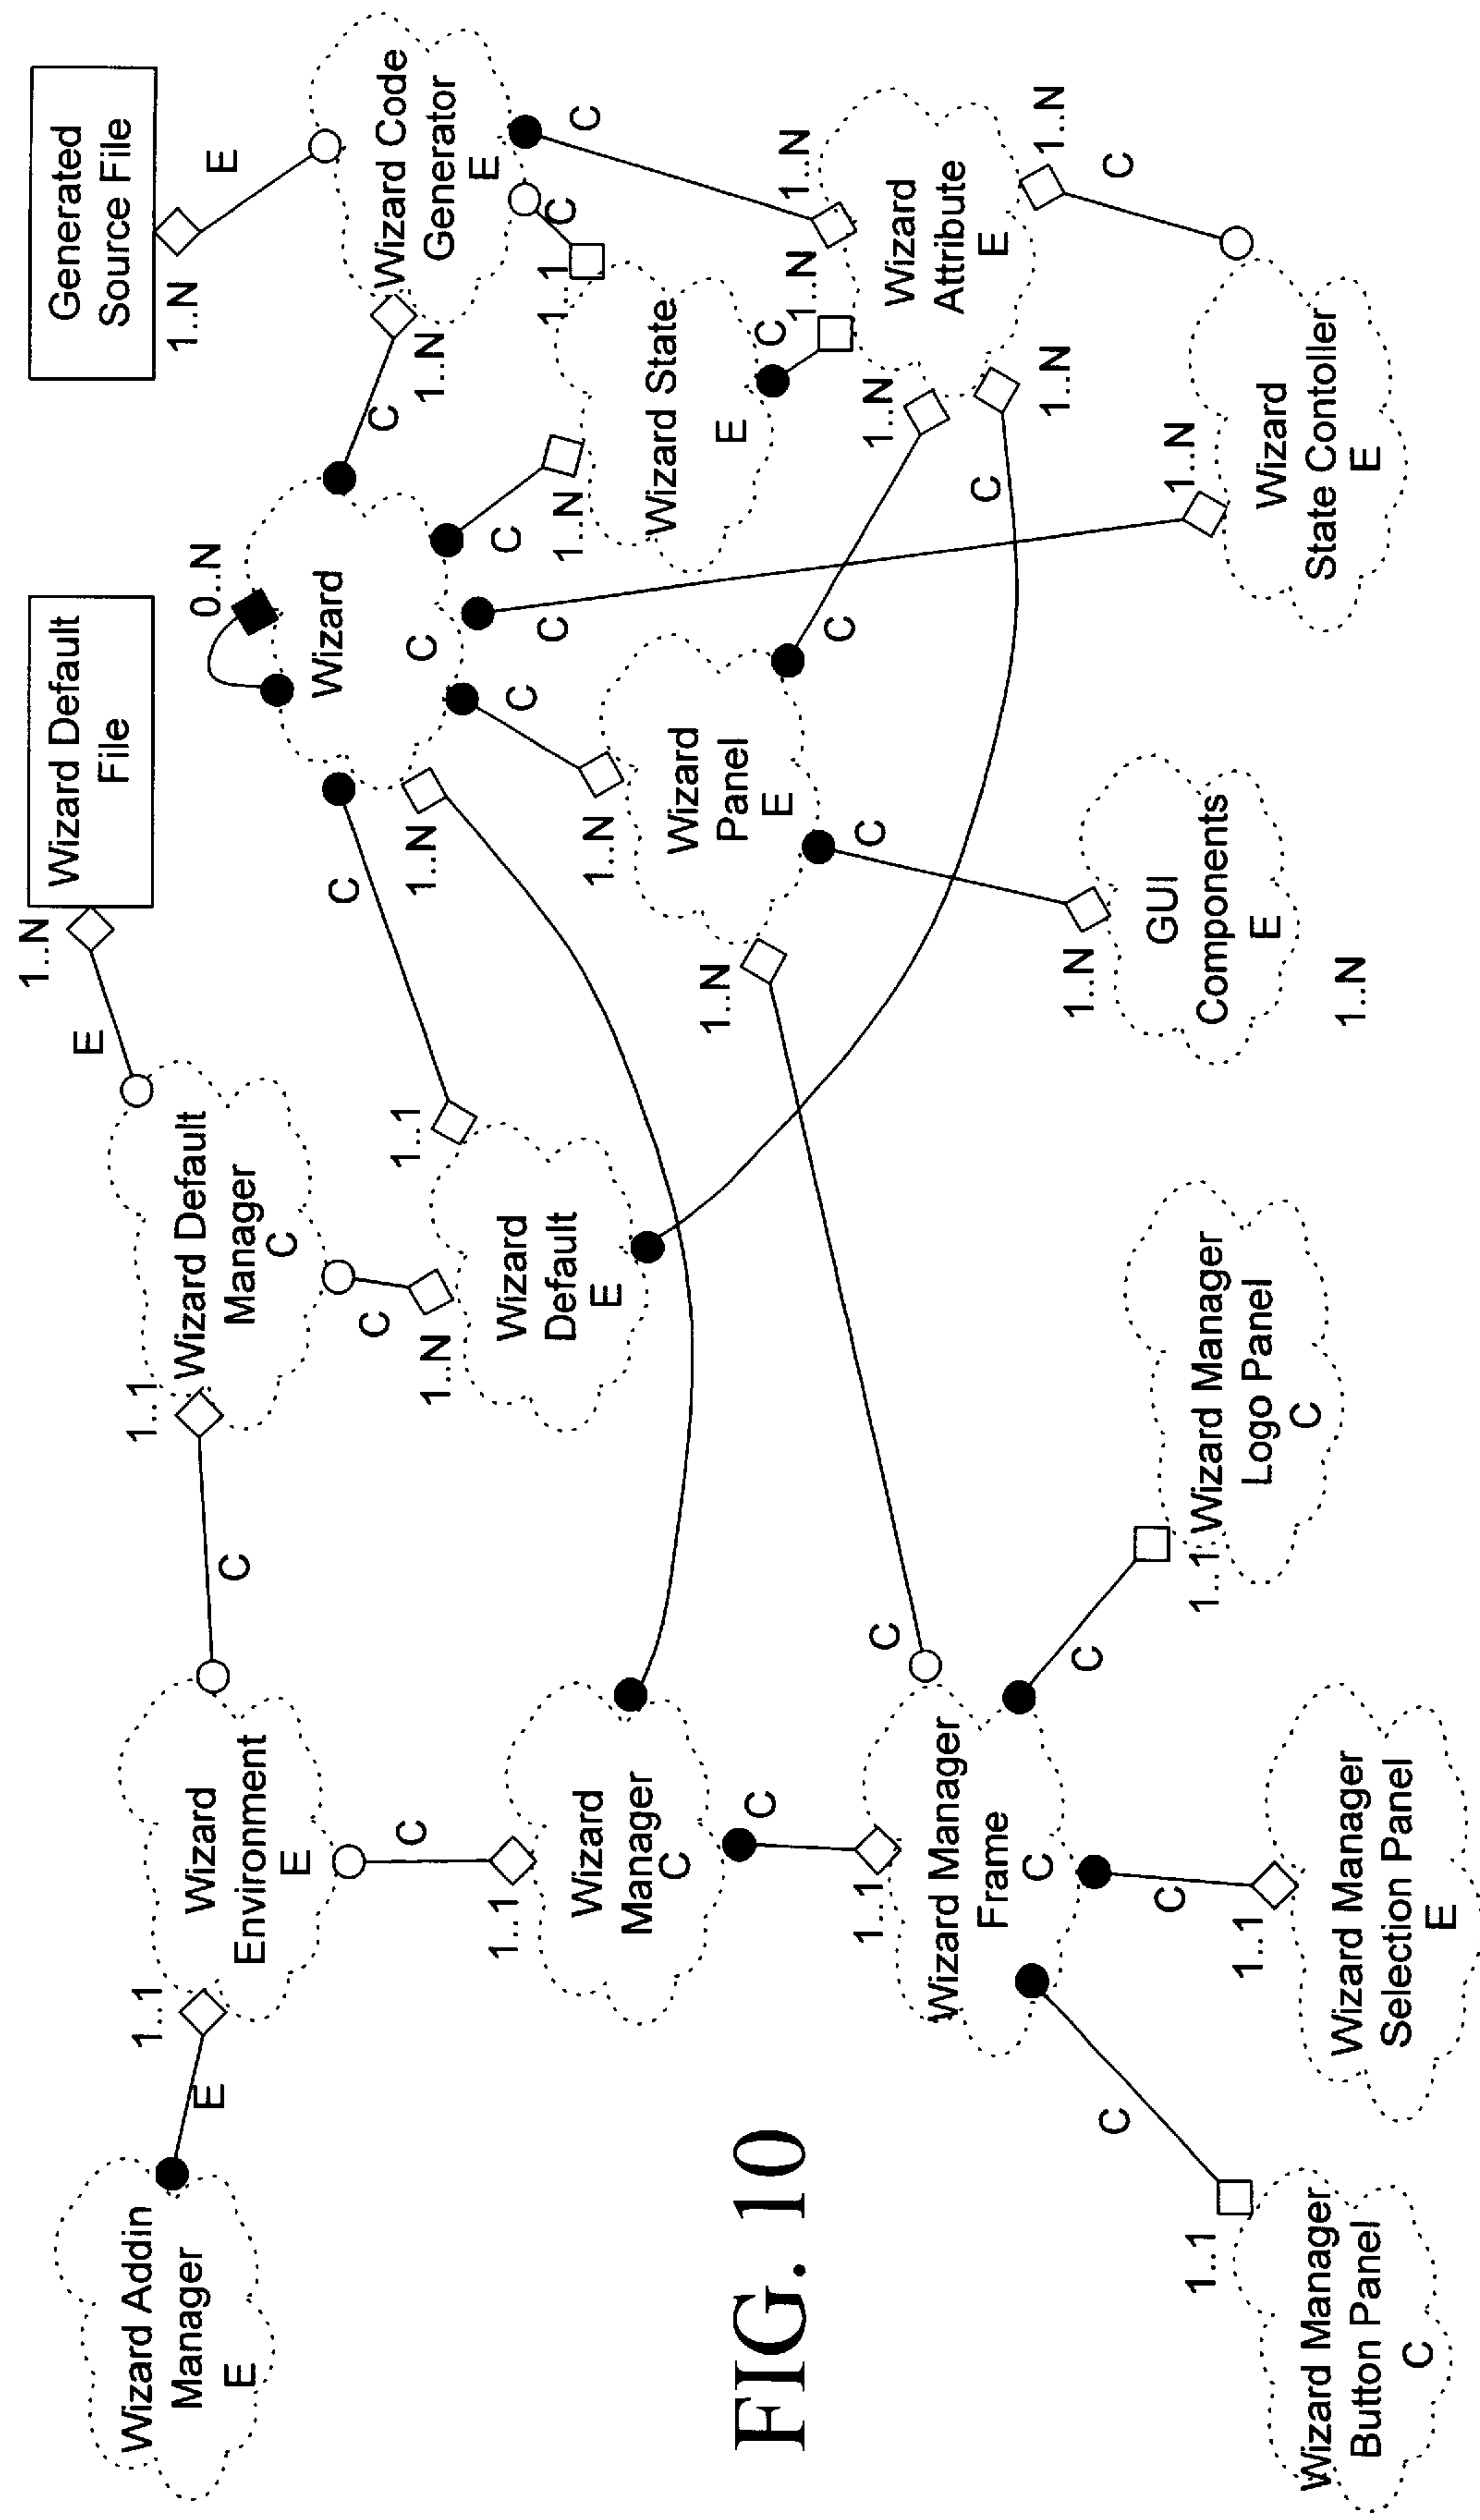 Wizard Addin
Manager
E
E
1..1
Wizard
Environment
E
C
1..1
Wizard Default
Manager
C
E
1..N
Wizard Default
File
Generated
Source File
1..N
E
Wizard Code
Generator
E
C
1..N
0..N
Wizard
C
C
1..1
C
1..N
Wizard
Default
E
1..N
C
1..N
C
C
1..N
C
1..1
Wizard State
E
C
1..N
C
1..N
Wizard
Attribute
E
1..N
C
1..N
C
1..N
C
Wizard
Panel
E
C
1..N
GUI
Components
E
1..N
1..N
Wizard
State Contoller
E
C
1..1
Wizard
Manager
C
C
1..1
Wizard Manager
Frame
C
C
1..N
C
1..1
Wizard Manager
Logo Panel
C
C
1..1
Wizard Manager
Selection Panel
E
C
1..1
Wizard Manager
Button Panel
C
FIG. 10